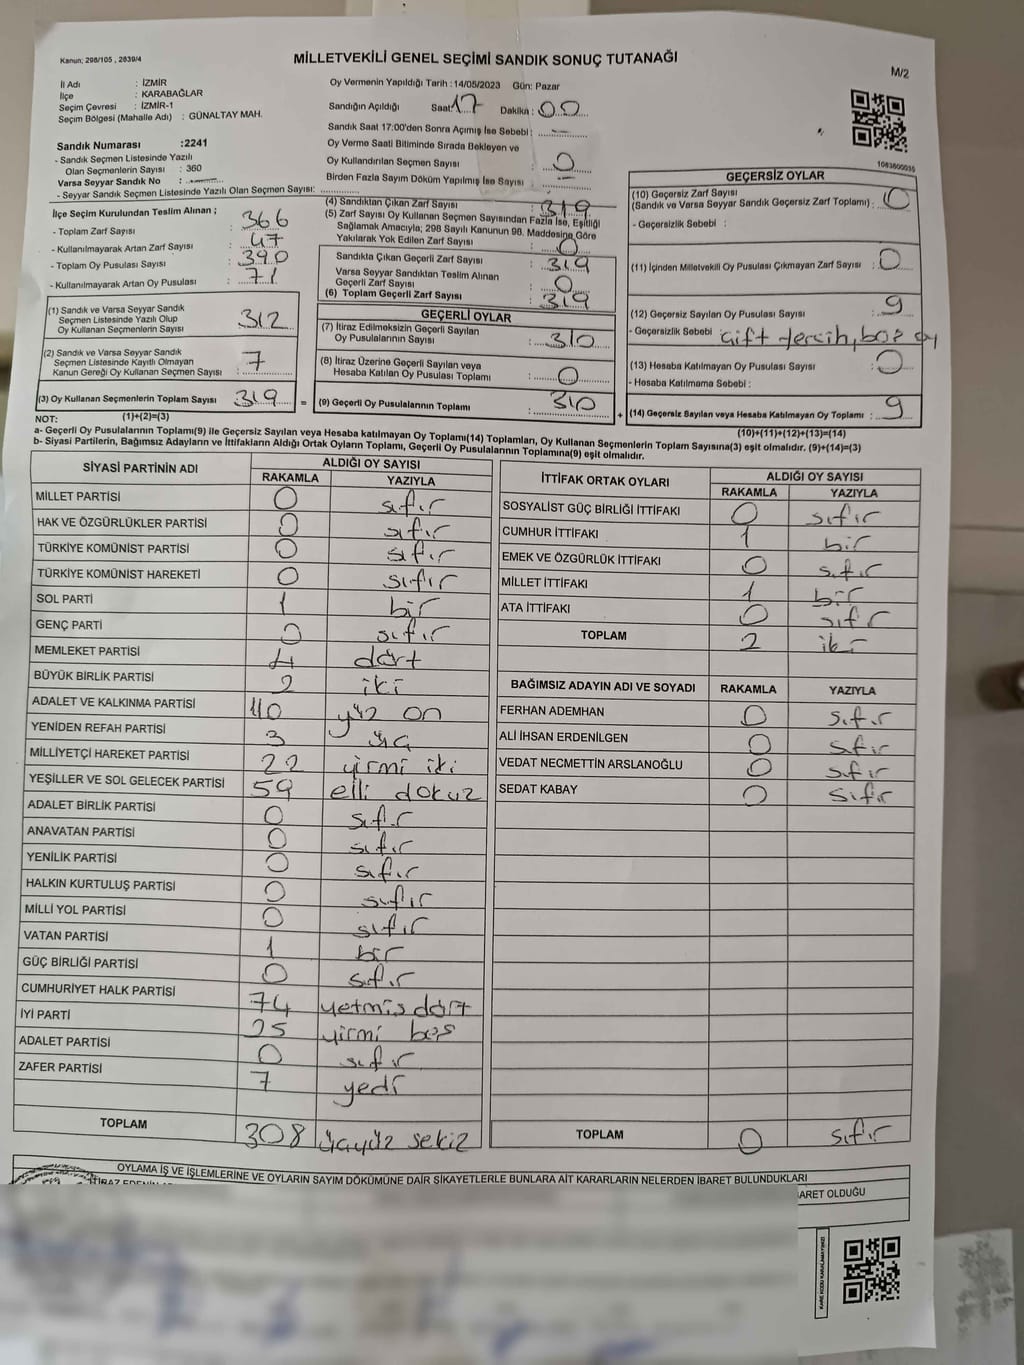 Kanun; 298/105 , 2839/4
MİLLETVEKİLİ GENEL SEÇİMİ SANDIK SONUÇ TUTANAĞI
M/2
İl Adı : İZMİR
İlçe : KARABAĞLAR
Seçim Çevresi : İZMİR-1
Seçim Bölgesi (Mahalle Adı) : GÜNALTAY MAH.
Sandık Numarası :2241
- Sandık Seçmen Listesinde Yazılı
Olan Seçmenlerin Sayısı : 360
Varsa Seyyar Sandık No :
- Seyyar Sandık Seçmen Listesinde Yazılı Olan Seçmen Sayısı:
Oy Vermenin Yapıldığı Tarih : 14/05/2023 Gün: Pazar
Sandığın Açıldığı Saat: 17 Dakika : 00
Sandık Saat 17:00'den Sonra Açımış İse Sebebi : -
Oy Verme Saati Bitiminde Sırada Bekleyen ve
Oy Kullandırılan Seçmen Sayısı : 0
Birden Fazla Sayım Döküm Yapılmış İse Sayısı : -
1083600035
İlçe Seçim Kurulundan Teslim Alınan ;
- Toplam Zarf Sayısı : 366
- Kullanılmayarak Artan Zarf Sayısı : 47
- Toplam Oy Pusulası Sayısı : 390
- Kullanılmayarak Artan Oy Pusulası : 71
(1) Sandık ve Varsa Seyyar Sandık
Seçmen Listesinde Yazılı Olup
Oy Kullanan Seçmenlerin Sayısı 312
(2) Sandık ve Varsa Seyyar Sandık
Seçmen Listesinde Kayıtlı Olmayan
Kanun Gereği Oy Kullanan Seçmen Sayısı : 7
(3) Oy Kullanan Seçmenlerin Toplam Sayısı 319
(1)+(2)=(3)
(4) Sandıktan Çıkan Zarf Sayısı : 319
(5) Zarf Sayısı Oy Kullanan Seçmen Sayısından Fazla İse, Eşitliği
Sağlamak Amacıyla; 298 Sayılı Kanunun 98. Maddesine Göre
Yakılarak Yok Edilen Zarf Sayısı : 0
Sandıkta Çıkan Geçerli Zarf Sayısı : 319
Varsa Seyyar Sandıktan Teslim Alınan
Geçerli Zarf Sayısı : 0
(6) Toplam Geçerli Zarf Sayısı : 319
GEÇERLİ OYLAR
(7) İtiraz Edilmeksizin Geçerli Sayılan
Oy Pusulalarının Sayısı : 310
(8) İtiraz Üzerine Geçerli Sayılan veya
Hesaba Katılan Oy Pusulası Toplamı : 0
= (9) Geçerli Oy Pusulalarının Toplamı : 310
GEÇERSİZ OYLAR
(10) Geçersiz Zarf Sayısı
(Sandık ve Varsa Seyyar Sandık Geçersiz Zarf Toplamı) : 0
- Geçersizlik Sebebi :
(11) İçinden Milletvekili Oy Pusulası Çıkmayan Zarf Sayısı : 0
(12) Geçersiz Sayılan Oy Pusulası Sayısı : 9
- Geçersizlik Sebebi : çift tercih, boş oy
(13) Hesaba Katılmayan Oy Pusulası Sayısı : 0
- Hesaba Katılmama Sebebi :
+ (14) Geçersiz Sayılan veya Hesaba Katılmayan Oy Toplamı : 9
(10)+(11)+(12)+(13)=(14)
NOT:
a- Geçerli Oy Pusulalarının Toplamı(9) ile Geçersiz Sayılan veya Hesaba katılmayan Oy Toplamı(14) Toplamları, Oy Kullanan Seçmenlerin Toplam Sayısına(3) eşit olmalıdır. (9)+(14)=(3)
b- Siyasi Partilerin, Bağımsız Adayların ve İttifakların Aldığı Ortak Oyların Toplamı, Geçerli Oy Pusulalarının Toplamına(9) eşit olmalıdır.
SİYASİ PARTİNİN ADI ALDIĞI OY SAYISI
RAKAMLA YAZIYLA
MİLLET PARTİSİ 0 sıfır
HAK VE ÖZGÜRLÜKLER PARTİSİ 0 sıfır
TÜRKİYE KOMÜNİST PARTİSİ 0 sıfır
TÜRKİYE KOMÜNİST HAREKETİ 0 sıfır
SOL PARTİ 1 bir
GENÇ PARTİ 0 sıfır
MEMLEKET PARTİSİ 4 dört
BÜYÜK BİRLİK PARTİSİ 2 iki
ADALET VE KALKINMA PARTİSİ 110 yüz on
YENİDEN REFAH PARTİSİ 3 üç
MİLLİYETÇİ HAREKET PARTİSİ 22 yirmi iki
YEŞİLLER VE SOL GELECEK PARTİSİ 59 elli dokuz
ADALET BİRLİK PARTİSİ 0 sıfır
ANAVATAN PARTİSİ 0 sıfır
YENİLİK PARTİSİ 0 sıfır
HALKIN KURTULUŞ PARTİSİ 0 sıfır
MİLLİ YOL PARTİSİ 0 sıfır
VATAN PARTİSİ 1 bir
GÜÇ BİRLİĞİ PARTİSİ 0 sıfır
CUMHURİYET HALK PARTİSİ 74 yetmiş dört
İYİ PARTİ 25 yirmi beş
ADALET PARTİSİ 0 sıfır
ZAFER PARTİSİ 7 yedi
TOPLAM 308 üçyüz sekiz
İTTİFAK ORTAK OYLARI ALDIĞI OY SAYISI
RAKAMLA YAZIYLA
SOSYALİST GÜÇ BİRLİĞİ İTTİFAKI 0 sıfır
CUMHUR İTTİFAKI 1 bir
EMEK VE ÖZGÜRLÜK İTTİFAKI 0 sıfır
MİLLET İTTİFAKI 1 bir
ATA İTTİFAKI 0 sıfır
TOPLAM 2 iki
BAĞIMSIZ ADAYIN ADI VE SOYADI RAKAMLA YAZIYLA
FERHAN ADEMHAN 0 sıfır
ALİ İHSAN ERDENİLGEN 0 sıfır
VEDAT NECMETTİN ARSLANOĞLU 0 sıfır
SEDAT KABAY 0 sıfır
TOPLAM 0 sıfır
OYLAMA İŞ VE İŞLEMLERİNE VE OYLARIN SAYIM DÖKÜMÜNE DAİR ŞİKAYETLERLE BUNLARA AİT KARARLARIN NELERDEN İBARET BULUNDUKLARI
ARET OLDUĞU
KARE KODU KARALAMAYINIZ!